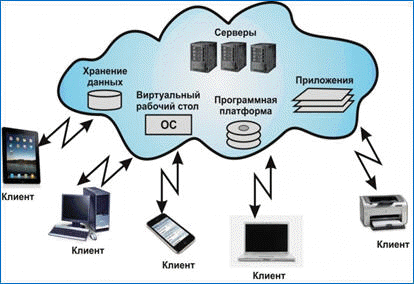 Серверы
Хранение
данных
Виртуальный
рабочий стол
ОС
Программная
платформа
Приложения
Клиент
Клиент
Клиент
Клиент
Клиент